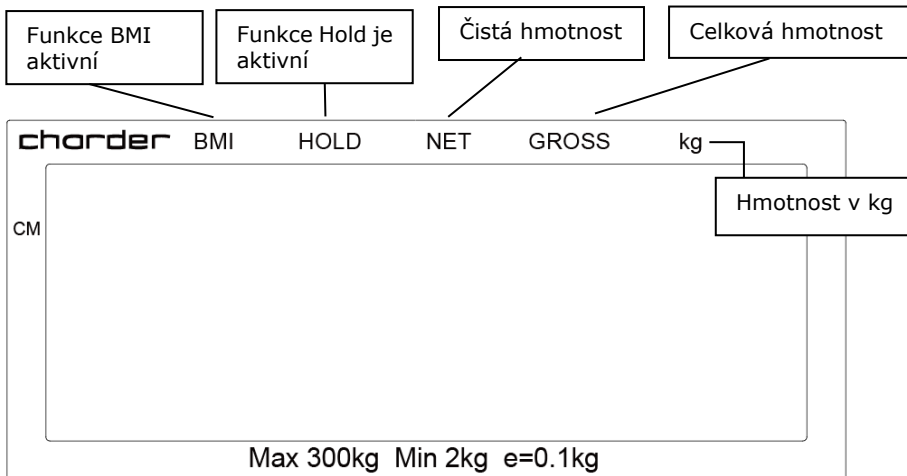 Funkce BMI
aktivní
Funkce Hold je
aktivní
Čistá hmotnost
Celková hmotnost
charder BMI HOLD NET GROSS kg
Hmotnost v kg
CM
Max 300kg Min 2kg e=0.1kg